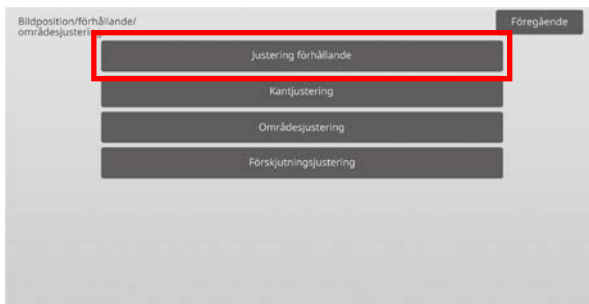 Bildposition/förhållande/
områdesjustering
Föregående
Justering förhållande
Kantjustering
Områdesjustering
Förskjutningsjustering